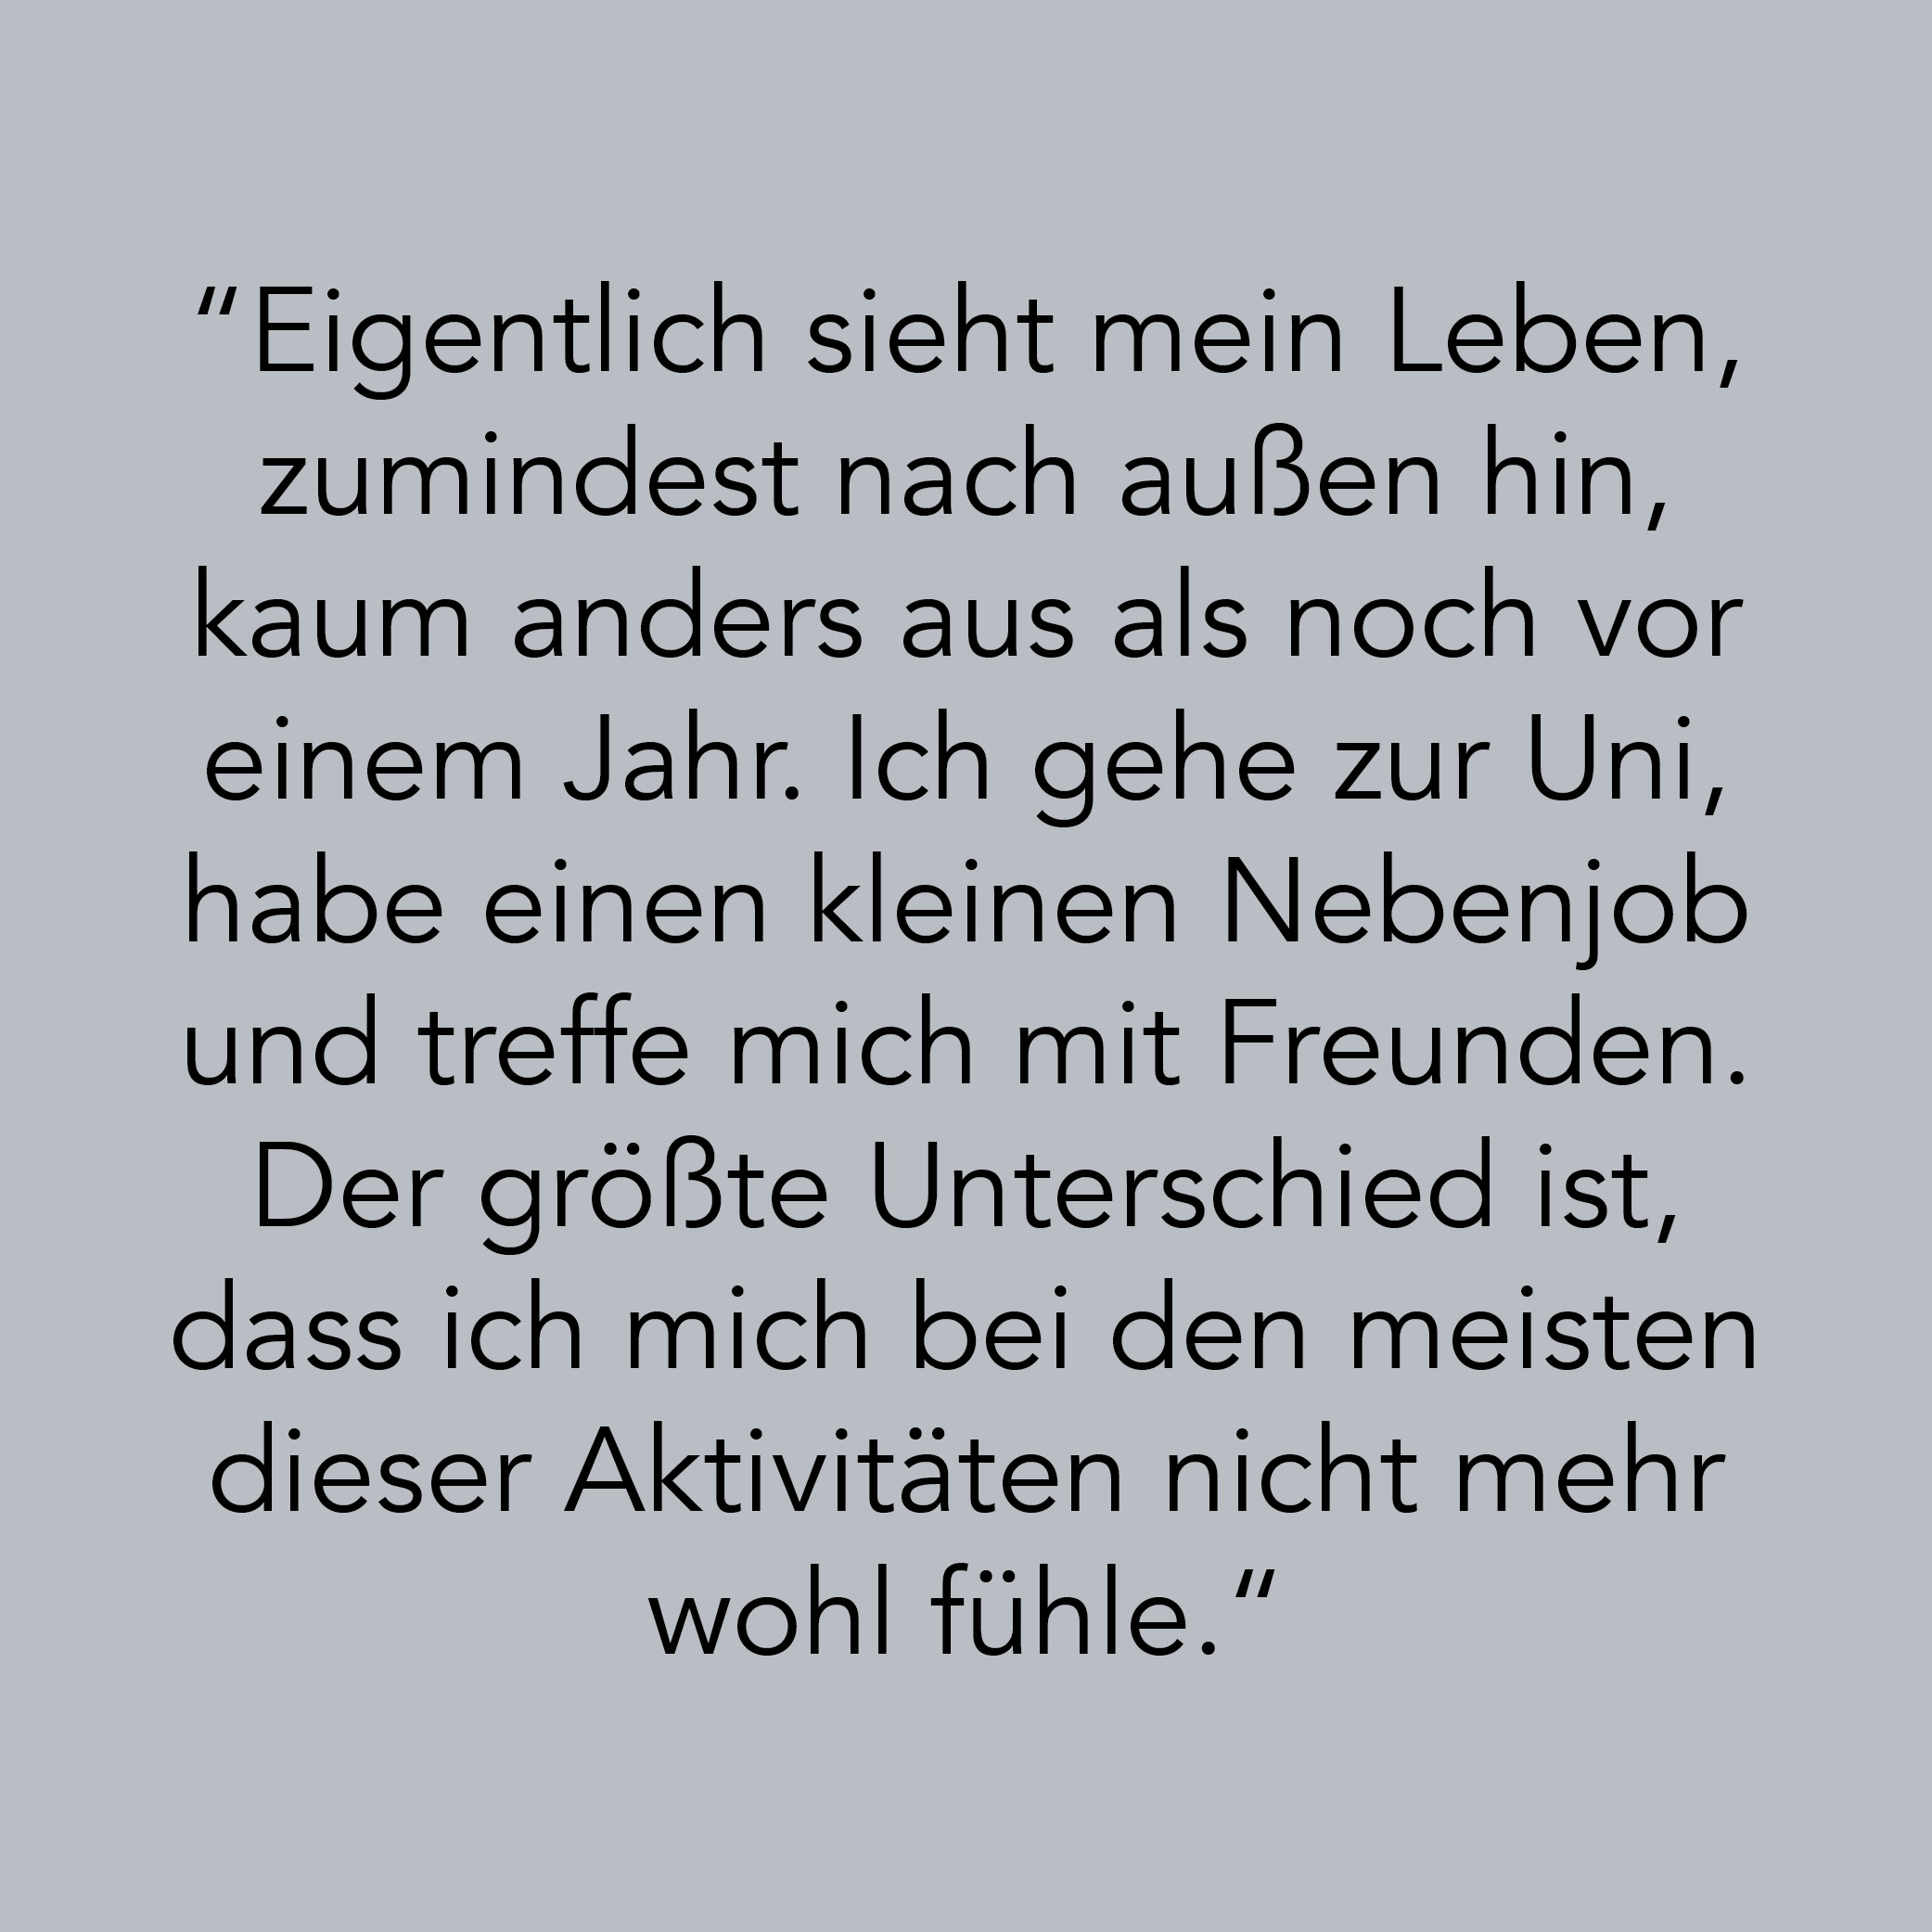 “Eigentlich sieht mein Leben,
zumindest nach außen hin,
kaum anders aus als noch vor
einem Jahr. Ich gehe zur Uni,
habe einen kleinen Nebenjob
und treffe mich mit Freunden.
Der größte Unterschied ist,
dass ich mich bei den meisten
dieser Aktivitäten nicht mehr
wohl fühle.“